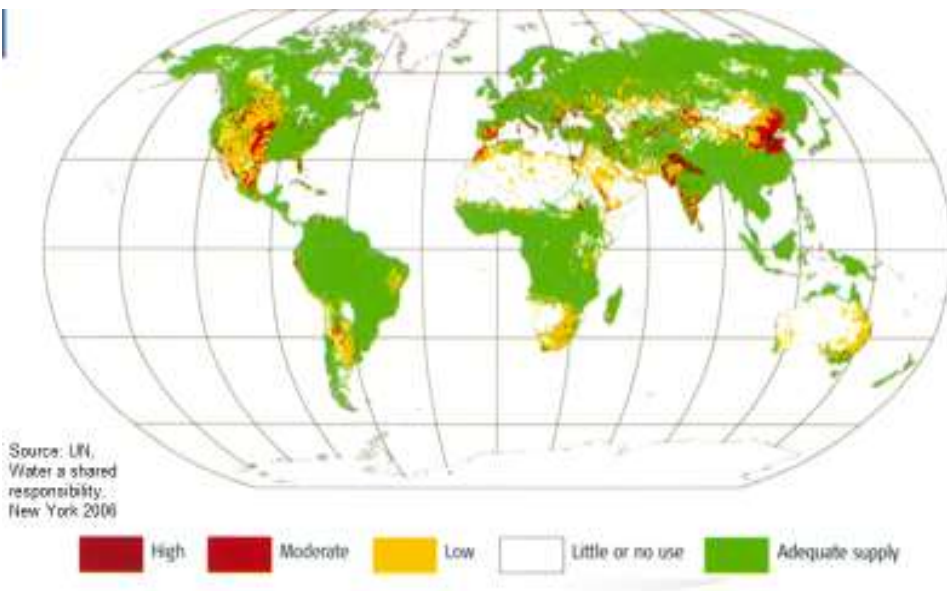 Source: UN.
Water a shared
responsibility.
New York 2006
High
Moderate
Low
Little or no use
Adequate supply